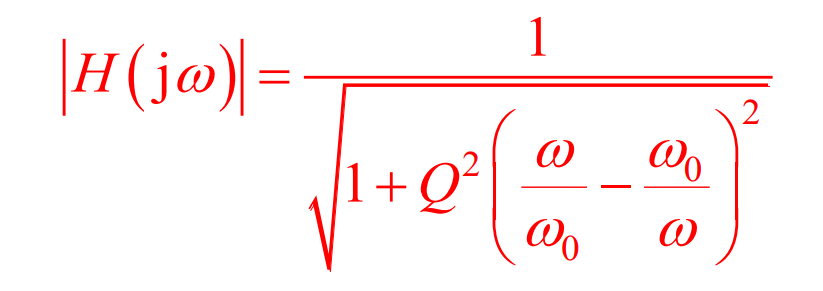 |H(jω)| = 1 / √(1 + Q²(ω/ω₀ − ω₀/ω)²)